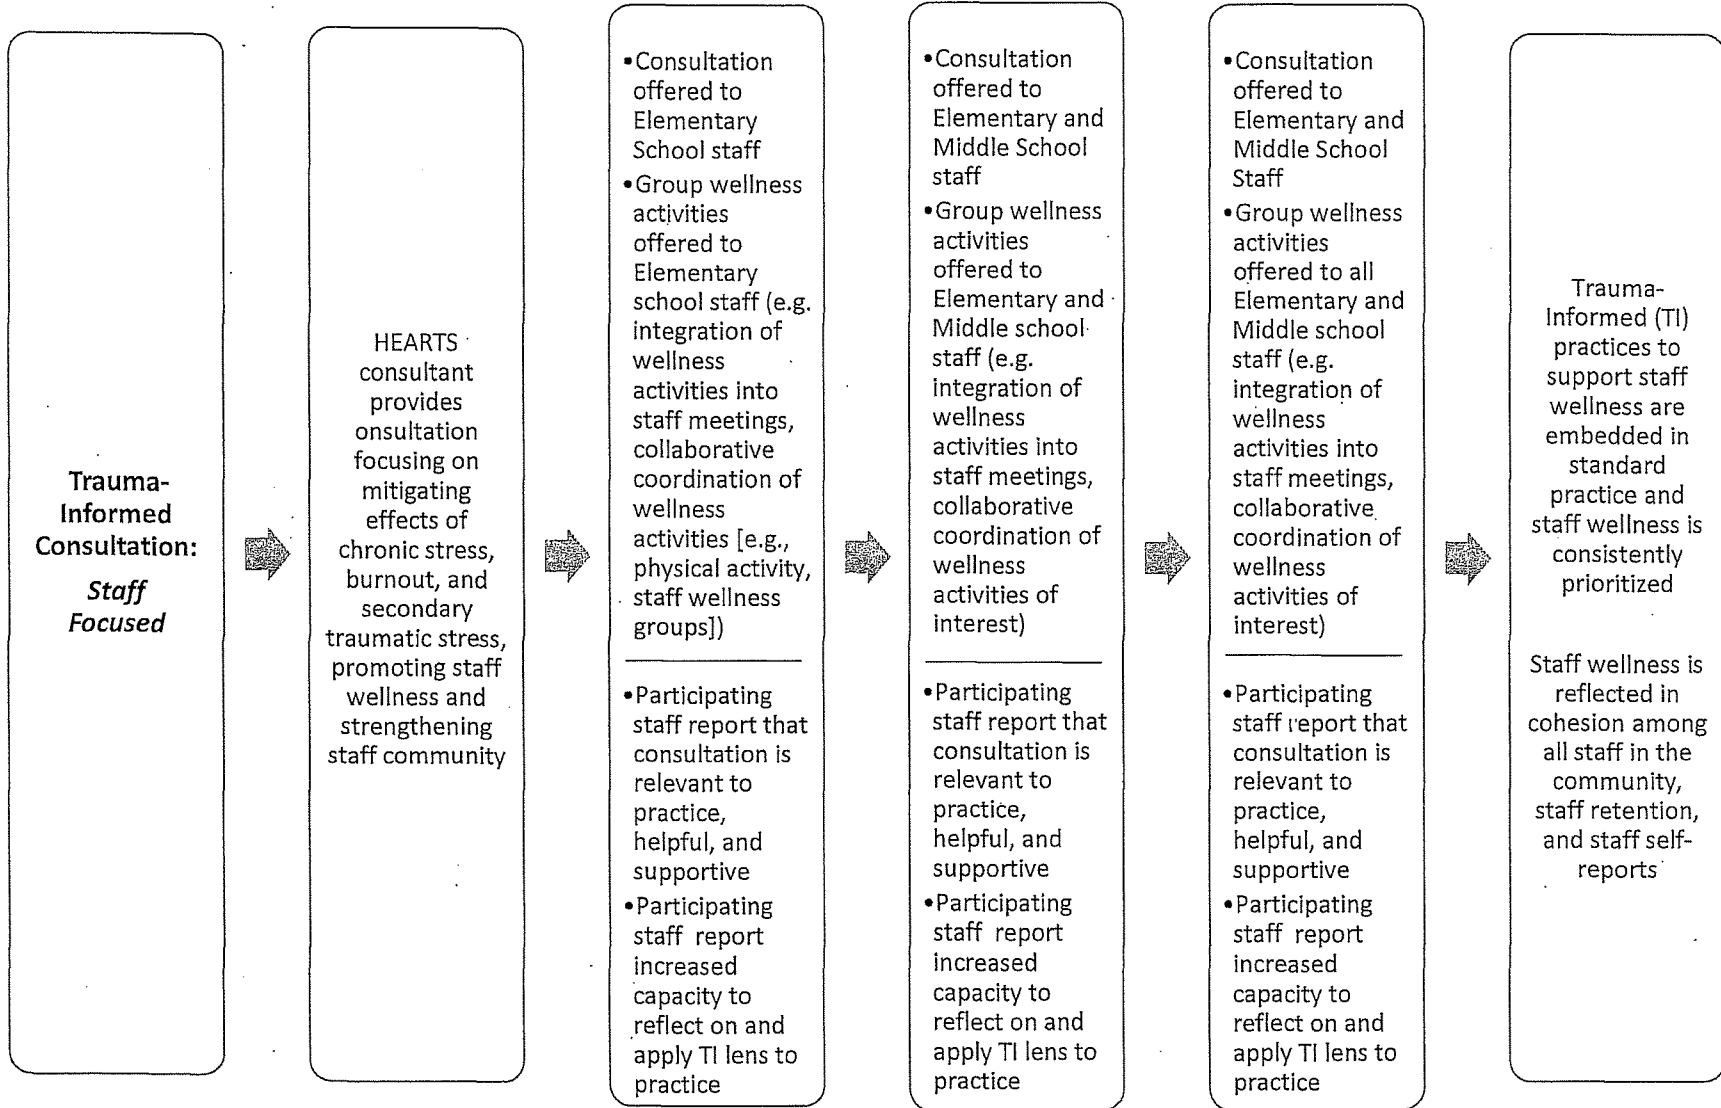 Trauma-
Informed
Consultation:
Staff
Focused
HEARTS
consultant
provides
onsultation
focusing on
mitigating
effects of
chronic stress,
burnout, and
secondary
traumatic stress,
promoting staff
wellness and
strengthening
staff community
•Consultation
offered to
Elementary
School staff
•Group wellness
activities
offered to
Elementary
school staff (e.g.
integration of
wellness
activities into
staff meetings,
collaborative
coordination of
wellness
activities [e.g.,
physical activity,
staff wellness
groups])
•Participating
staff report that
consultation is
relevant to
practice,
helpful, and
supportive
•Participating
staff report
increased
capacity to
reflect on and
apply TI lens to
practice
•Consultation
offered to
Elementary and
Middle School
staff
•Group wellness
activities
offered to
Elementary and
Middle school
staff (e.g.
integration of
wellness
activities into
staff meetings,
collaborative
coordination of
wellness
activities of
interest)
•Participating
staff report that
consultation is
relevant to
practice,
helpful, and
supportive
•Participating
staff report
increased
capacity to
reflect on and
apply TI lens to
practice
•Consultation
offered to
Elementary and
Middle School
Staff
•Group wellness
activities
offered to all
Elementary and
Middle school
staff (e.g.
integration of
wellness
activities into
staff meetings,
collaborative
coordination of
wellness
activities of
interest)
•Participating
staff report that
consultation is
relevant to
practice,
helpful, and
supportive
•Participating
staff report
increased
capacity to
reflect on and
apply TI lens to
practice
Trauma-
Informed (TI)
practices to
support staff
wellness are
embedded in
standard
practice and
staff wellness is
consistently
prioritized
Staff wellness is
reflected in
cohesion among
all staff in the
community,
staff retention,
and staff self-
reports